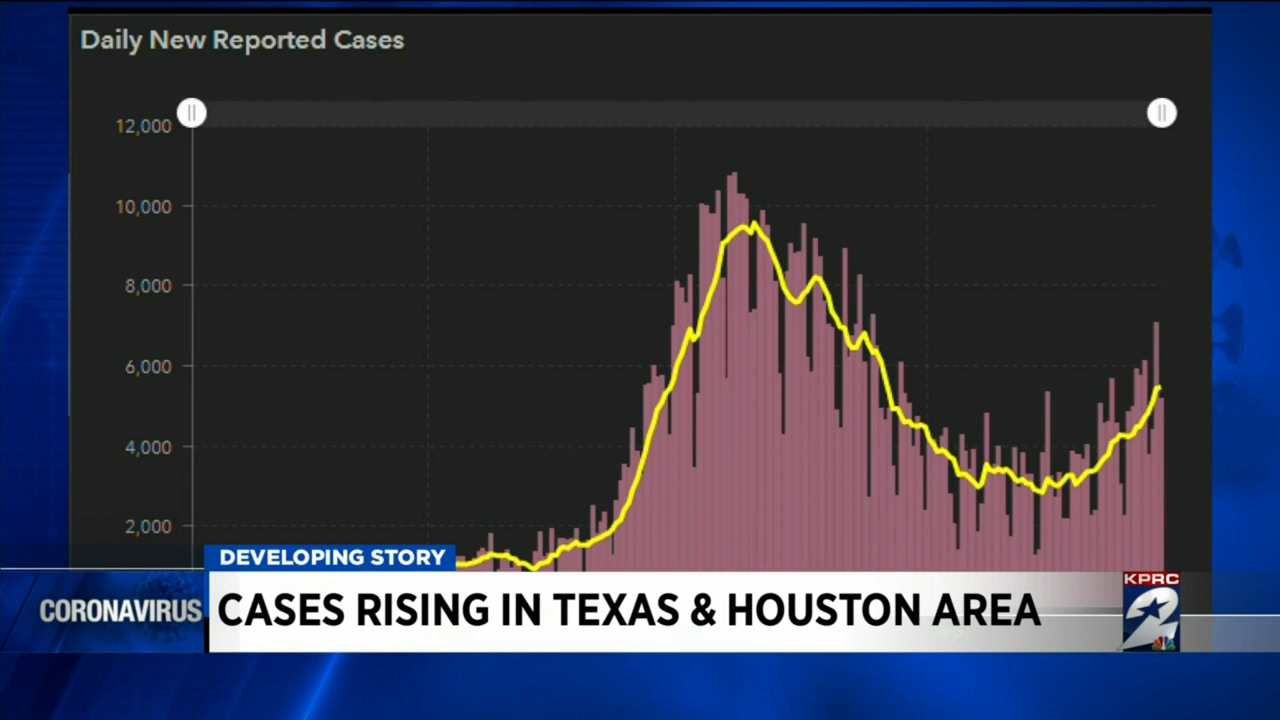 Daily New Reported Cases
12,000
10,000
8,000
6,000
4,000
2,000
DEVELOPING STORY
CORONAVIRUS
CASES RISING IN TEXAS & HOUSTON AREA
KPRC
2